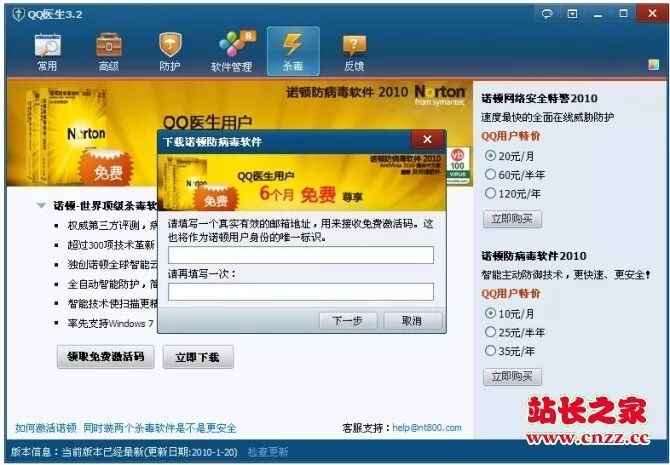 QQ医生3.2
常用
高级
防护
8
软件管理
杀毒
反馈
诺顿防病毒软件 2010 Norton
from symantec
QQ医生用户
Norton
免费
下载诺顿防病毒软件
诺顿防病毒软件 2010
QQ医生用户
6个月 免费 尊享
免费
vb
100
VIRUS
请填写一个真实有效的邮箱地址，用来接收免费激活码。这
也将作为诺顿用户身份的唯一标识。
请再填写一次：
下一步
取消
诺顿-世界顶级杀毒软
权威第三方评测，
超过300项技术革新
独创诺顿全球智能云
全自动智能防护，
智能技术使扫描更精
率先支持Windows 7
领取免费激活码
立即下载
诺顿网络安全特警2010
速度最快的全面在线威胁防护
QQ用户特价
20元/月
60元/半年
120元/年
立即购买
诺顿防病毒软件2010
智能主动防御技术，更快速、更安全!
QQ用户特价
10元/月
25元/半年
35元/年
立即购买
如何激活诺顿 同时装两个杀毒软件是不是更安全
客服支持：help@nt800.com
版本信息：当前版本已经最新(更新日期:2010-1-20) 检查更新
站长之家
www.cnzz.cc